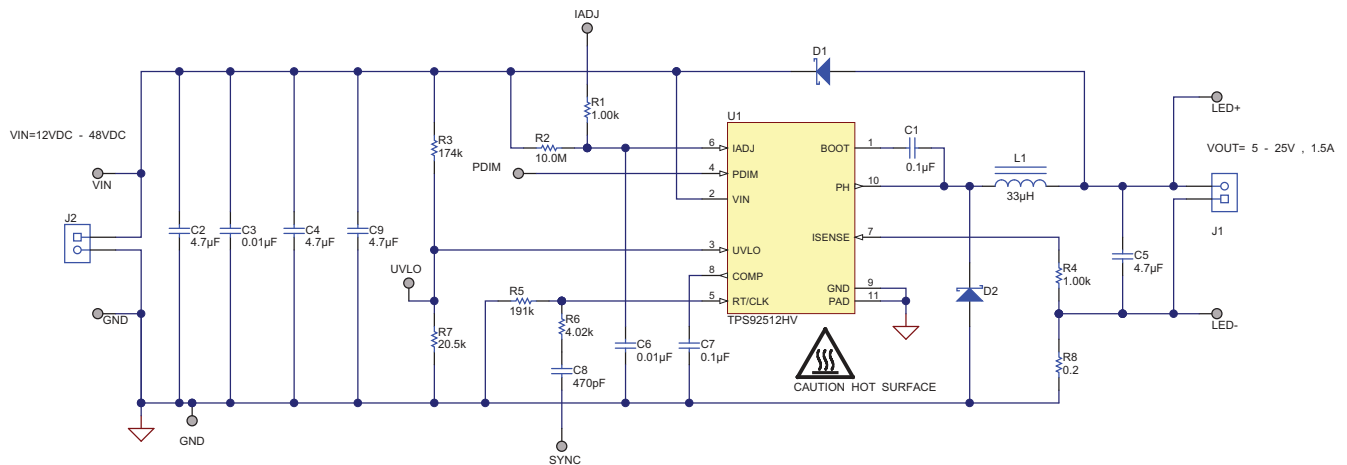 IADJ
D1
VIN=12VDC - 48VDC
VIN
J2
GND
C2
4.7µF
C3
0.01µF
C4
4.7µF
C9
4.7µF
R3
174k
UVLO
R7
20.5k
R1
1.00k
R2
10.0M
PDIM
R5
191k
R6
4.02k
C8
470pF
SYNC
C6
0.01µF
C7
0.1µF
U1
6 IADJ
4 PDIM
2 VIN
3 UVLO
8 COMP
5 RT/CLK
BOOT 1
PH 10
ISENSE 7
GND 9
PAD 11
TPS92512HV
CAUTION HOT SURFACE
C1
0.1µF
L1
33µH
D2
R4
1.00k
R8
0.2
C5
4.7µF
LED+
VOUT= 5 - 25V , 1.5A
J1
LED-
GND